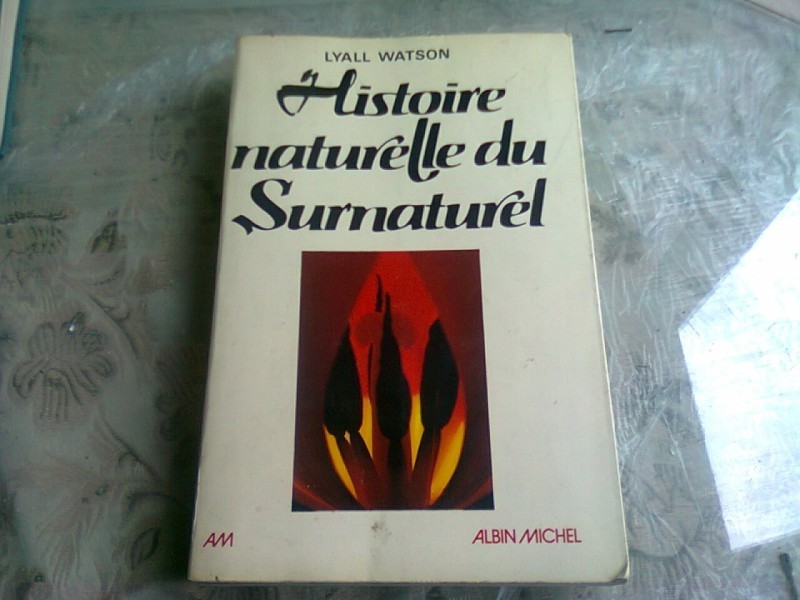 LYALL WATSON
Histoire
naturelle du
Surnaturel
AM
ALBIN MICHEL